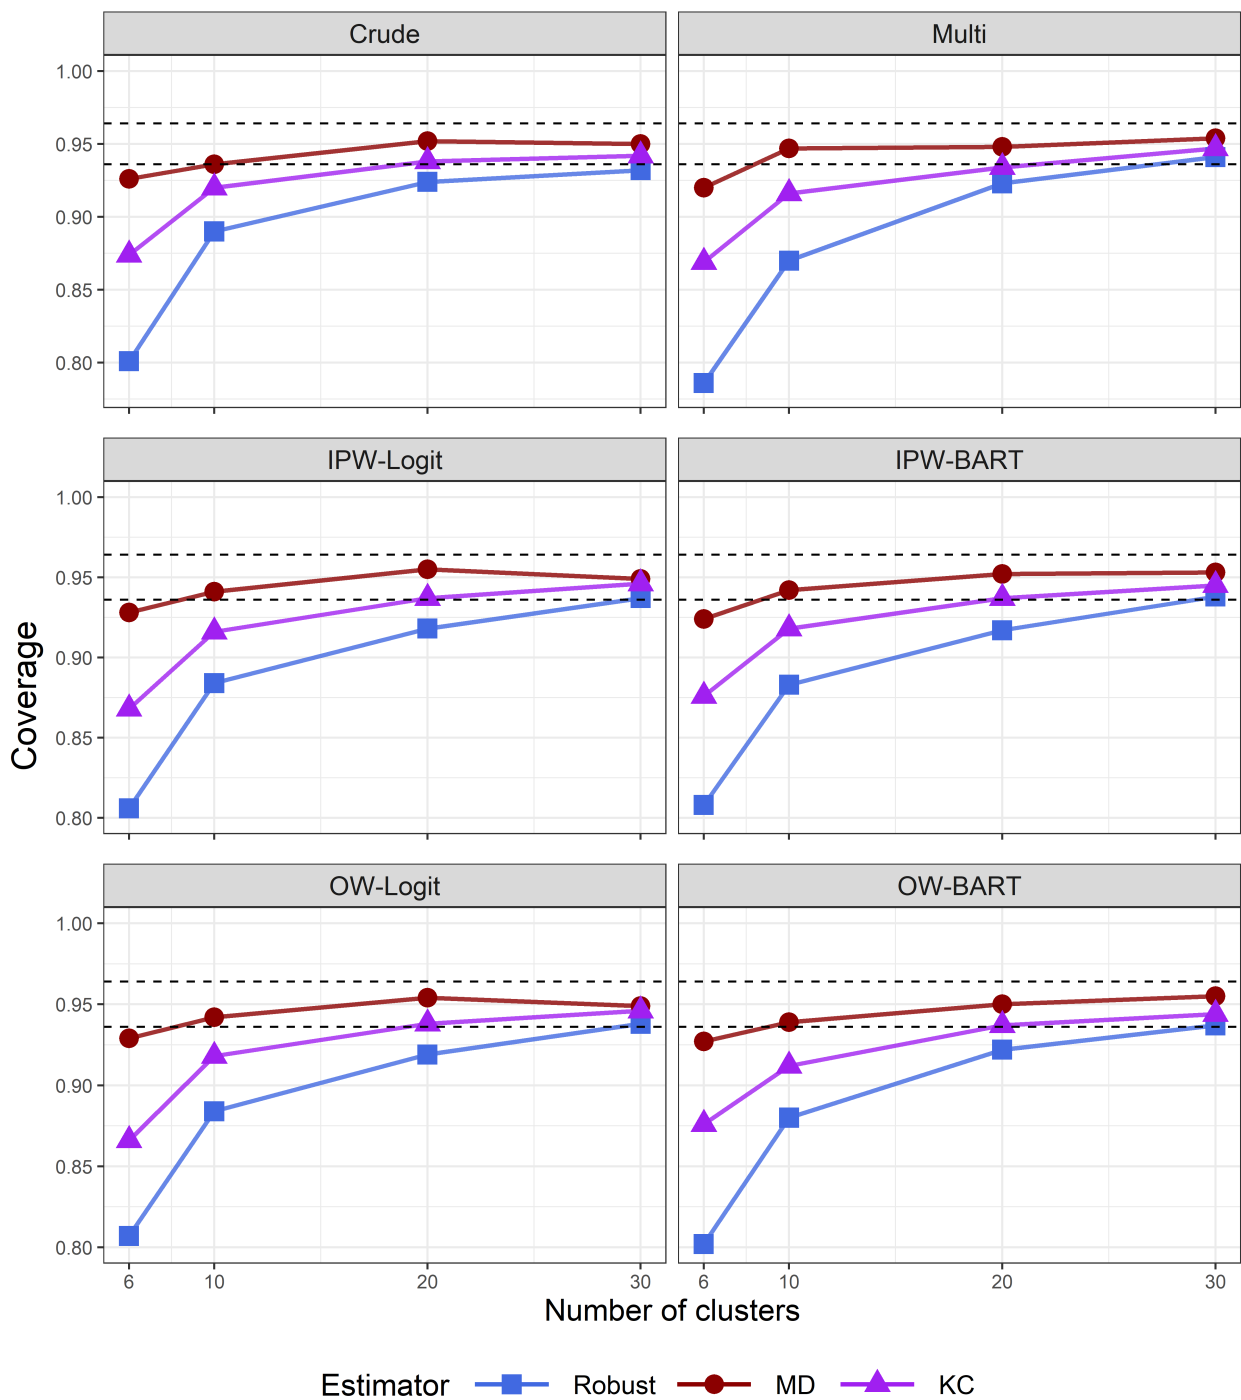 Crude Multi
1.00
0.95
0.90
0.85
0.80
IPW-Logit IPW-BART
1.00
0.95
0.90
0.85
0.80
Coverage
OW-Logit OW-BART
1.00
0.95
0.90
0.85
0.80
6 10 20 30 6 10 20 30
Number of clusters
Estimator Robust MD KC